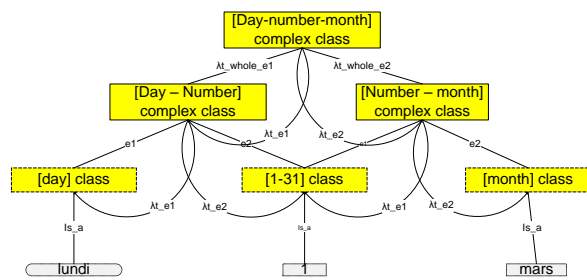 [Day-number-month]
complex class
λt_whole_e1
λt_whole_e2
[Day – Number]
complex class
[Number – month]
complex class
λt_e1
λt_e2
e1
e2
e1
e2
[day] class
[1-31] class
[month] class
λt_e1
λt_e2
λt_e1
λt_e2
Is_a
Is_a
Is_a
lundi
1
mars